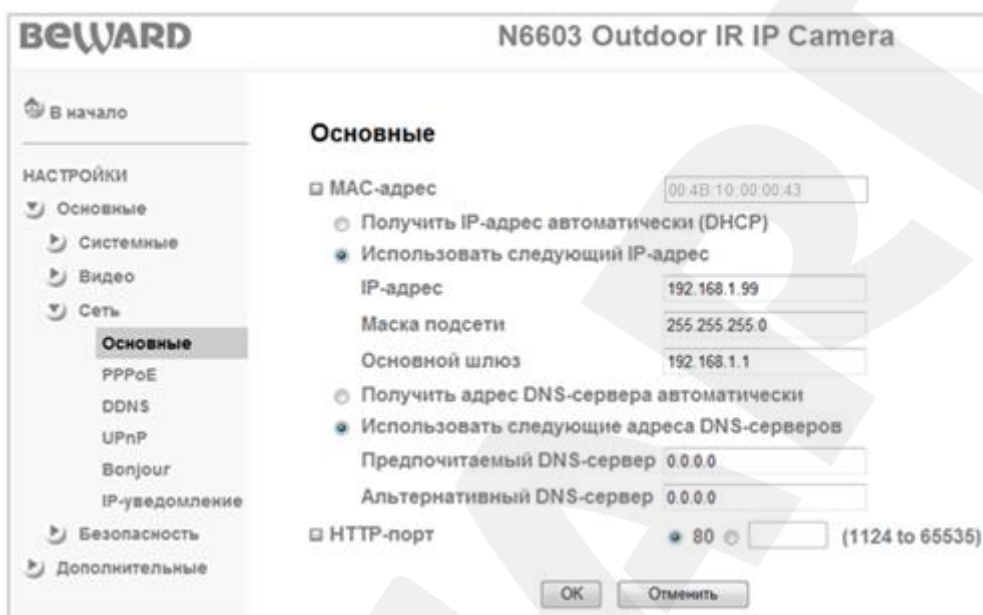 BEWARD
N6603 Outdoor IR IP Camera
В начало
НАСТРОЙКИ
Основные
Системные
Видео
Сеть
Основные
PPPoE
DDNS
UPnP
Bonjour
IP-уведомление
Безопасность
Дополнительные
Основные
MAC-адрес 00:4B:10:00:00:43
Получить IP-адрес автоматически (DHCP)
Использовать следующий IP-адрес
IP-адрес 192.168.1.99
Маска подсети 255.255.255.0
Основной шлюз 192.168.1.1
Получить адрес DNS-сервера автоматически
Использовать следующие адреса DNS-серверов
Предпочитаемый DNS-сервер 0.0.0.0
Альтернативный DNS-сервер 0.0.0.0
HTTP-порт 80 (1124 to 65535)
OK Отменить